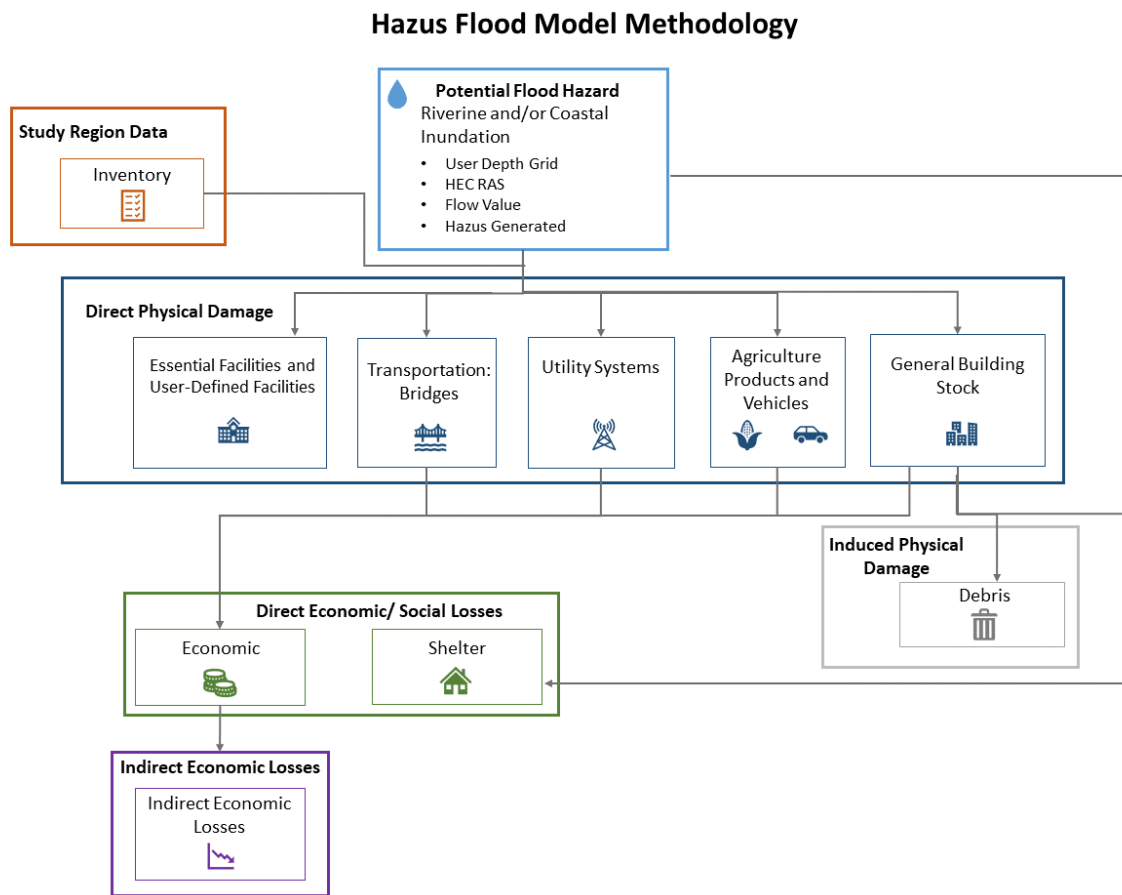 Hazus Flood Model Methodology
Potential Flood Hazard
Riverine and/or Coastal
Inundation
• User Depth Grid
• HEC RAS
• Flow Value
• Hazus Generated
Study Region Data
Inventory
Direct Physical Damage
Essential Facilities and
User-Defined Facilities
Transportation:
Bridges
Utility Systems
Agriculture
Products and
Vehicles
General Building
Stock
Induced Physical
Damage
Debris
Direct Economic/ Social Losses
Economic
Shelter
Indirect Economic Losses
Indirect Economic
Losses